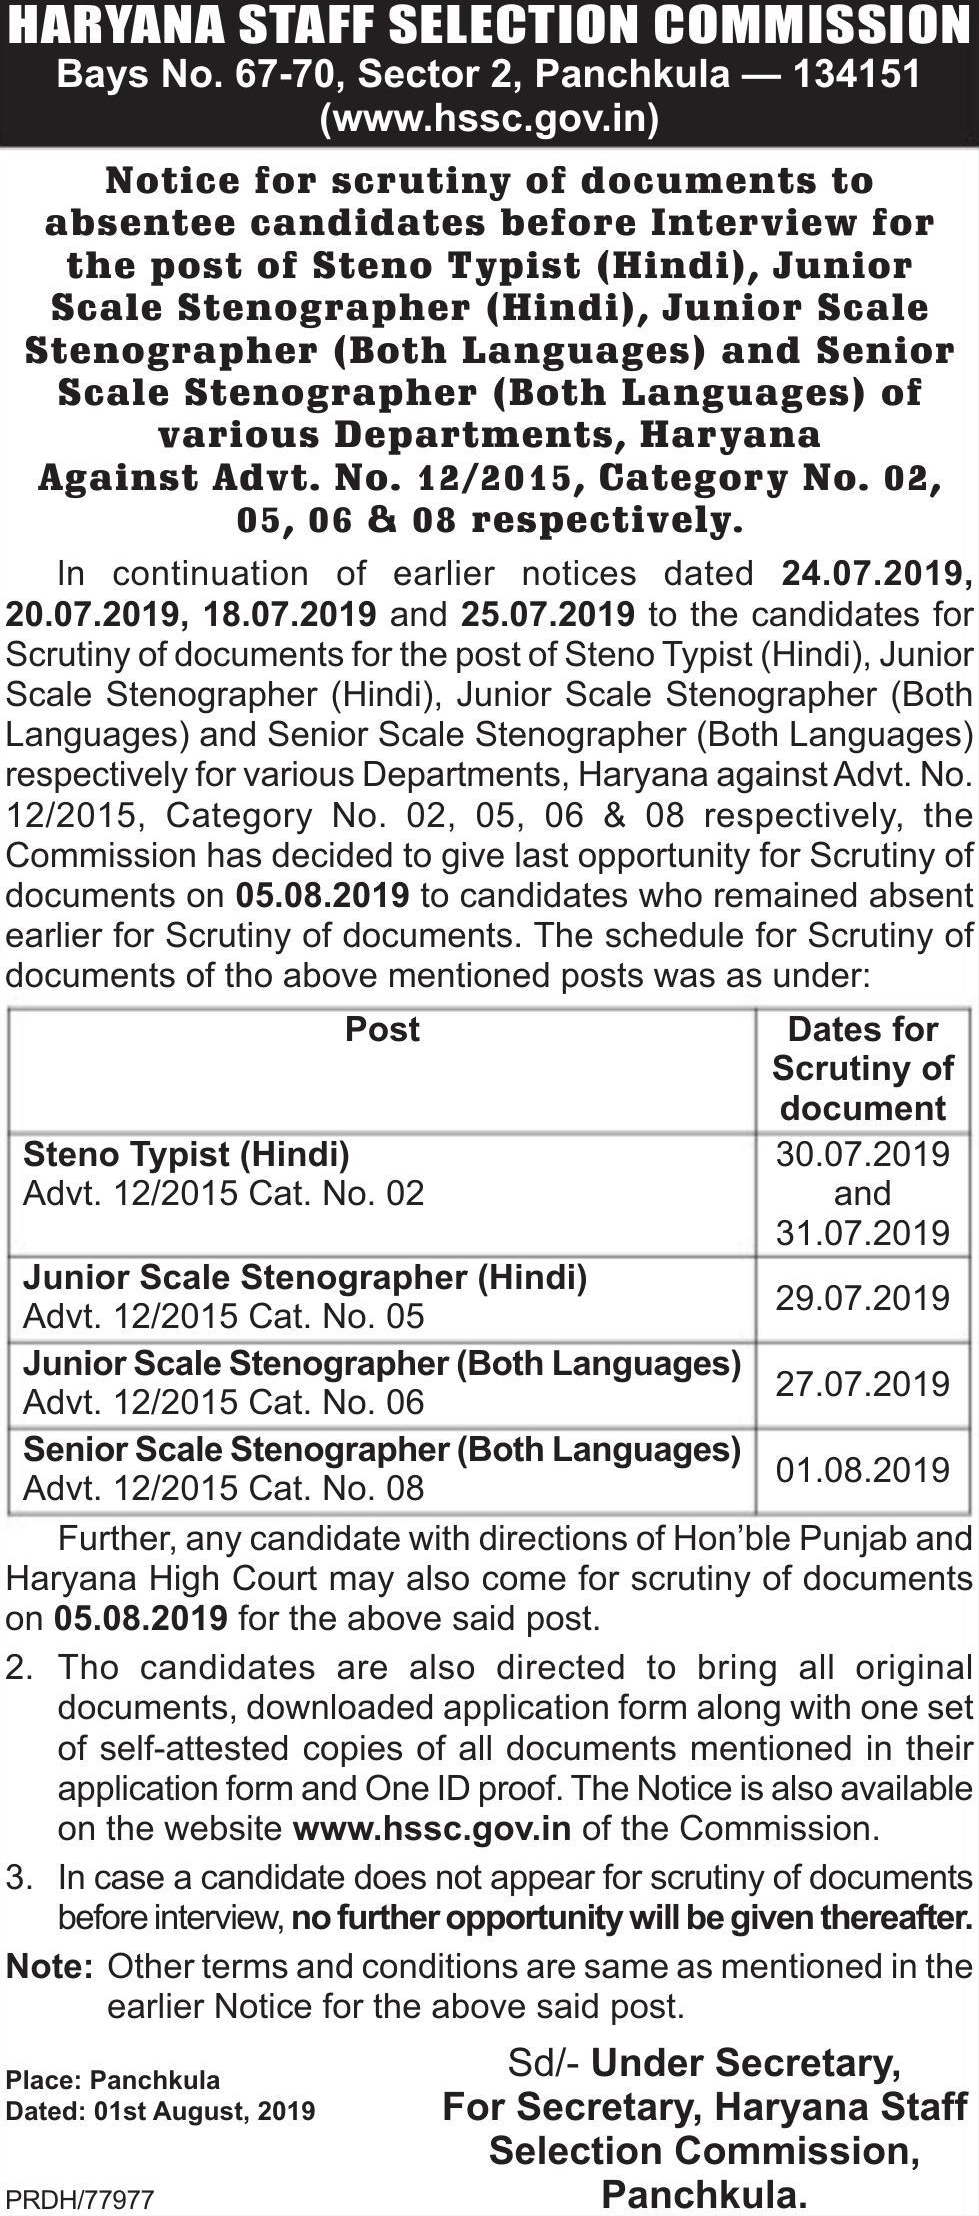 HARYANA STAFF SELECTION COMMISSION
Bays No. 67-70, Sector 2, Panchkula — 134151
(www.hssc.gov.in)
Notice for scrutiny of documents to
absentee candidates before Interview for
the post of Steno Typist (Hindi), Junior
Scale Stenographer (Hindi), Junior Scale
Stenographer (Both Languages) and Senior
Scale Stenographer (Both Languages) of
various Departments, Haryana
Against Advt. No. 12/2015, Category No. 02,
05, 06 & 08 respectively.
In continuation of earlier notices dated 24.07.2019,
20.07.2019, 18.07.2019 and 25.07.2019 to the candidates for
Scrutiny of documents for the post of Steno Typist (Hindi), Junior
Scale Stenographer (Hindi), Junior Scale Stenographer (Both
Languages) and Senior Scale Stenographer (Both Languages)
respectively for various Departments, Haryana against Advt. No.
12/2015, Category No. 02, 05, 06 & 08 respectively, the
Commission has decided to give last opportunity for Scrutiny of
documents on 05.08.2019 to candidates who remained absent
earlier for Scrutiny of documents. The schedule for Scrutiny of
documents of tho above mentioned posts was as under:
Post
Dates for
Scrutiny of
document
Steno Typist (Hindi)
Advt. 12/2015 Cat. No. 02
30.07.2019
and
31.07.2019
Junior Scale Stenographer (Hindi)
Advt. 12/2015 Cat. No. 05
29.07.2019
Junior Scale Stenographer (Both Languages)
Advt. 12/2015 Cat. No. 06
27.07.2019
Senior Scale Stenographer (Both Languages)
Advt. 12/2015 Cat. No. 08
01.08.2019
Further, any candidate with directions of Hon’ble Punjab and
Haryana High Court may also come for scrutiny of documents
on 05.08.2019 for the above said post.
2. Tho candidates are also directed to bring all original
documents, downloaded application form along with one set
of self-attested copies of all documents mentioned in their
application form and One ID proof. The Notice is also available
on the website www.hssc.gov.in of the Commission.
3. In case a candidate does not appear for scrutiny of documents
before interview, no further opportunity will be given thereafter.
Note: Other terms and conditions are same as mentioned in the
earlier Notice for the above said post.
Place: Panchkula
Dated: 01st August, 2019
Sd/- Under Secretary,
For Secretary, Haryana Staff
Selection Commission,
Panchkula.
PRDH/77977